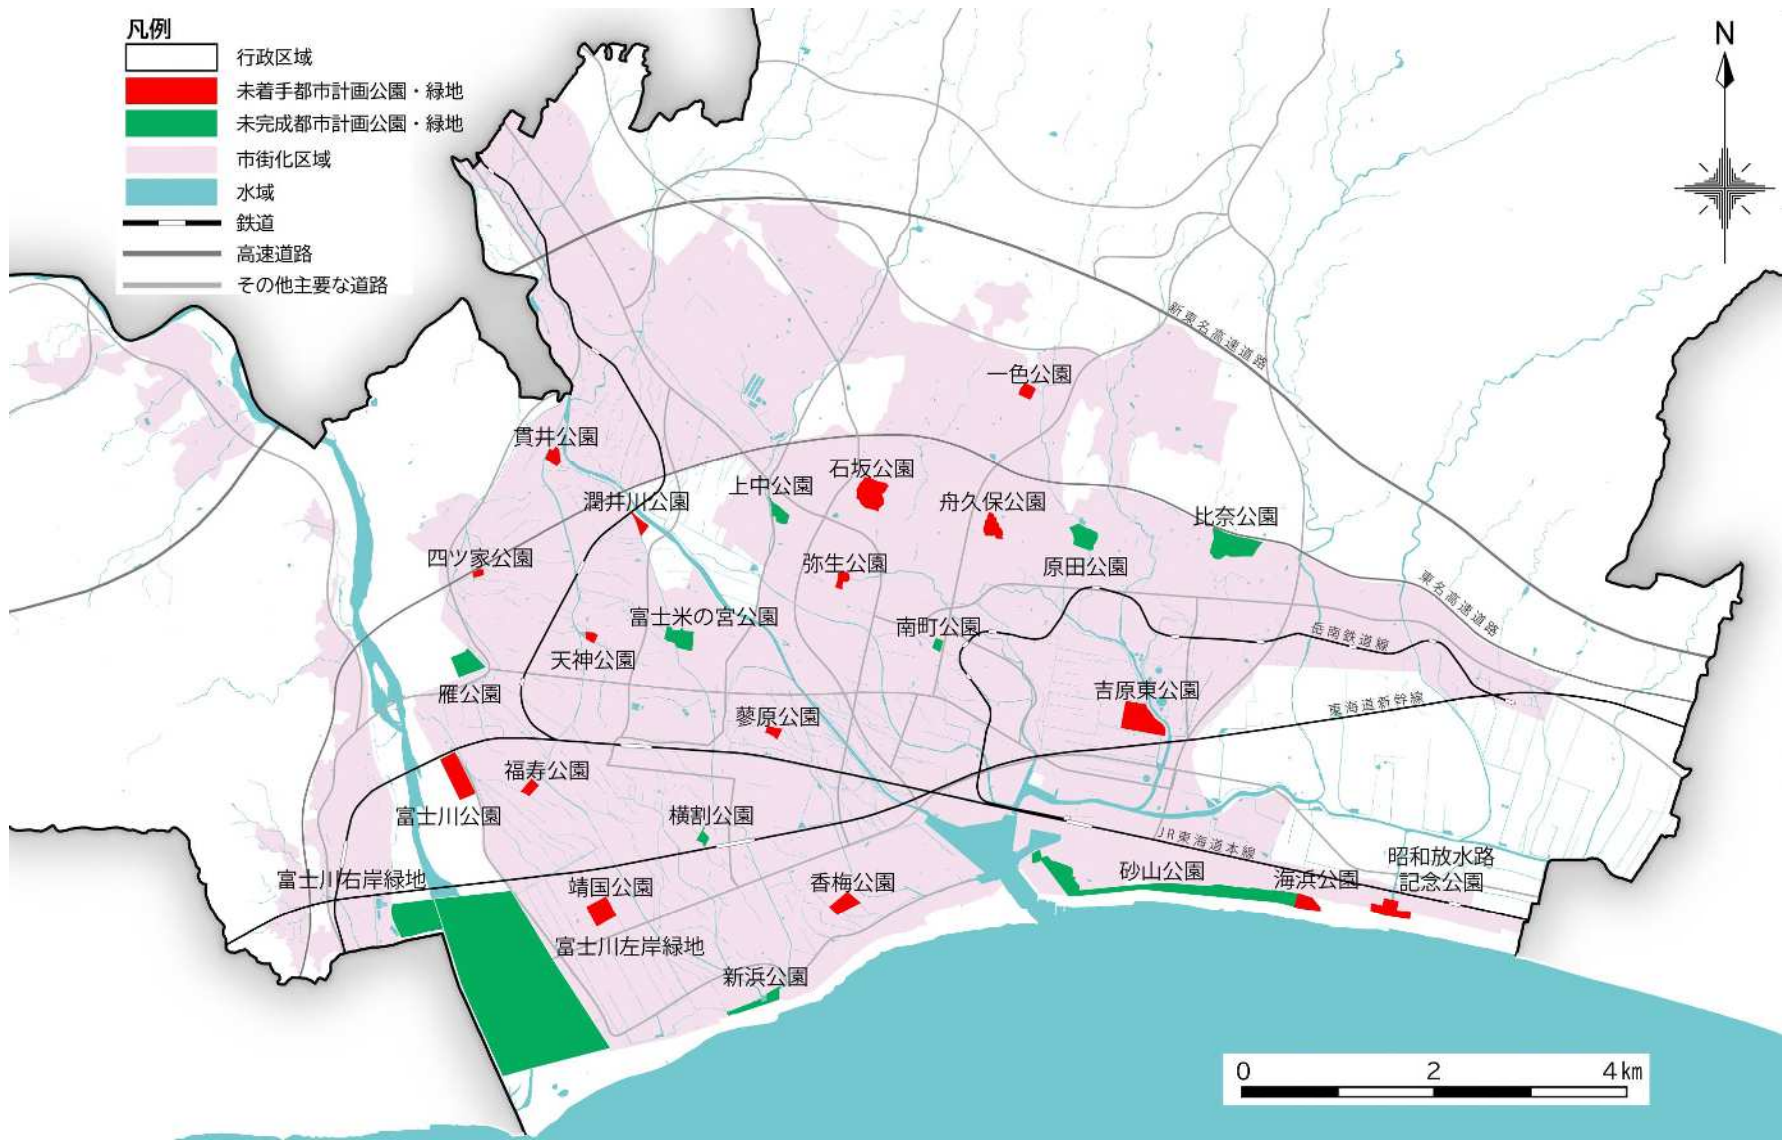 凡例
行政区域
未着手都市計画公園・緑地
未完成都市計画公園・緑地
市街化区域
水域
鉄道
高速道路
その他主要な道路
N
新東名高速道路
一色公園
貫井公園
石坂公園
上中公園
潤井川公園
舟久保公園
比奈公園
四ツ家公園
弥生公園
原田公園
東名高速道路
富士米の宮公園
南町公園
岳南鉄道線
天神公園
雁公園
吉原東公園
東海道新幹線
蓼原公園
福寿公園
富士川公園
横割公園
JR東海道本線
昭和放水路
記念公園
砂山公園
海浜公園
富士川右岸緑地
靖国公園
香梅公園
富士川左岸緑地
新浜公園
0 2 4km